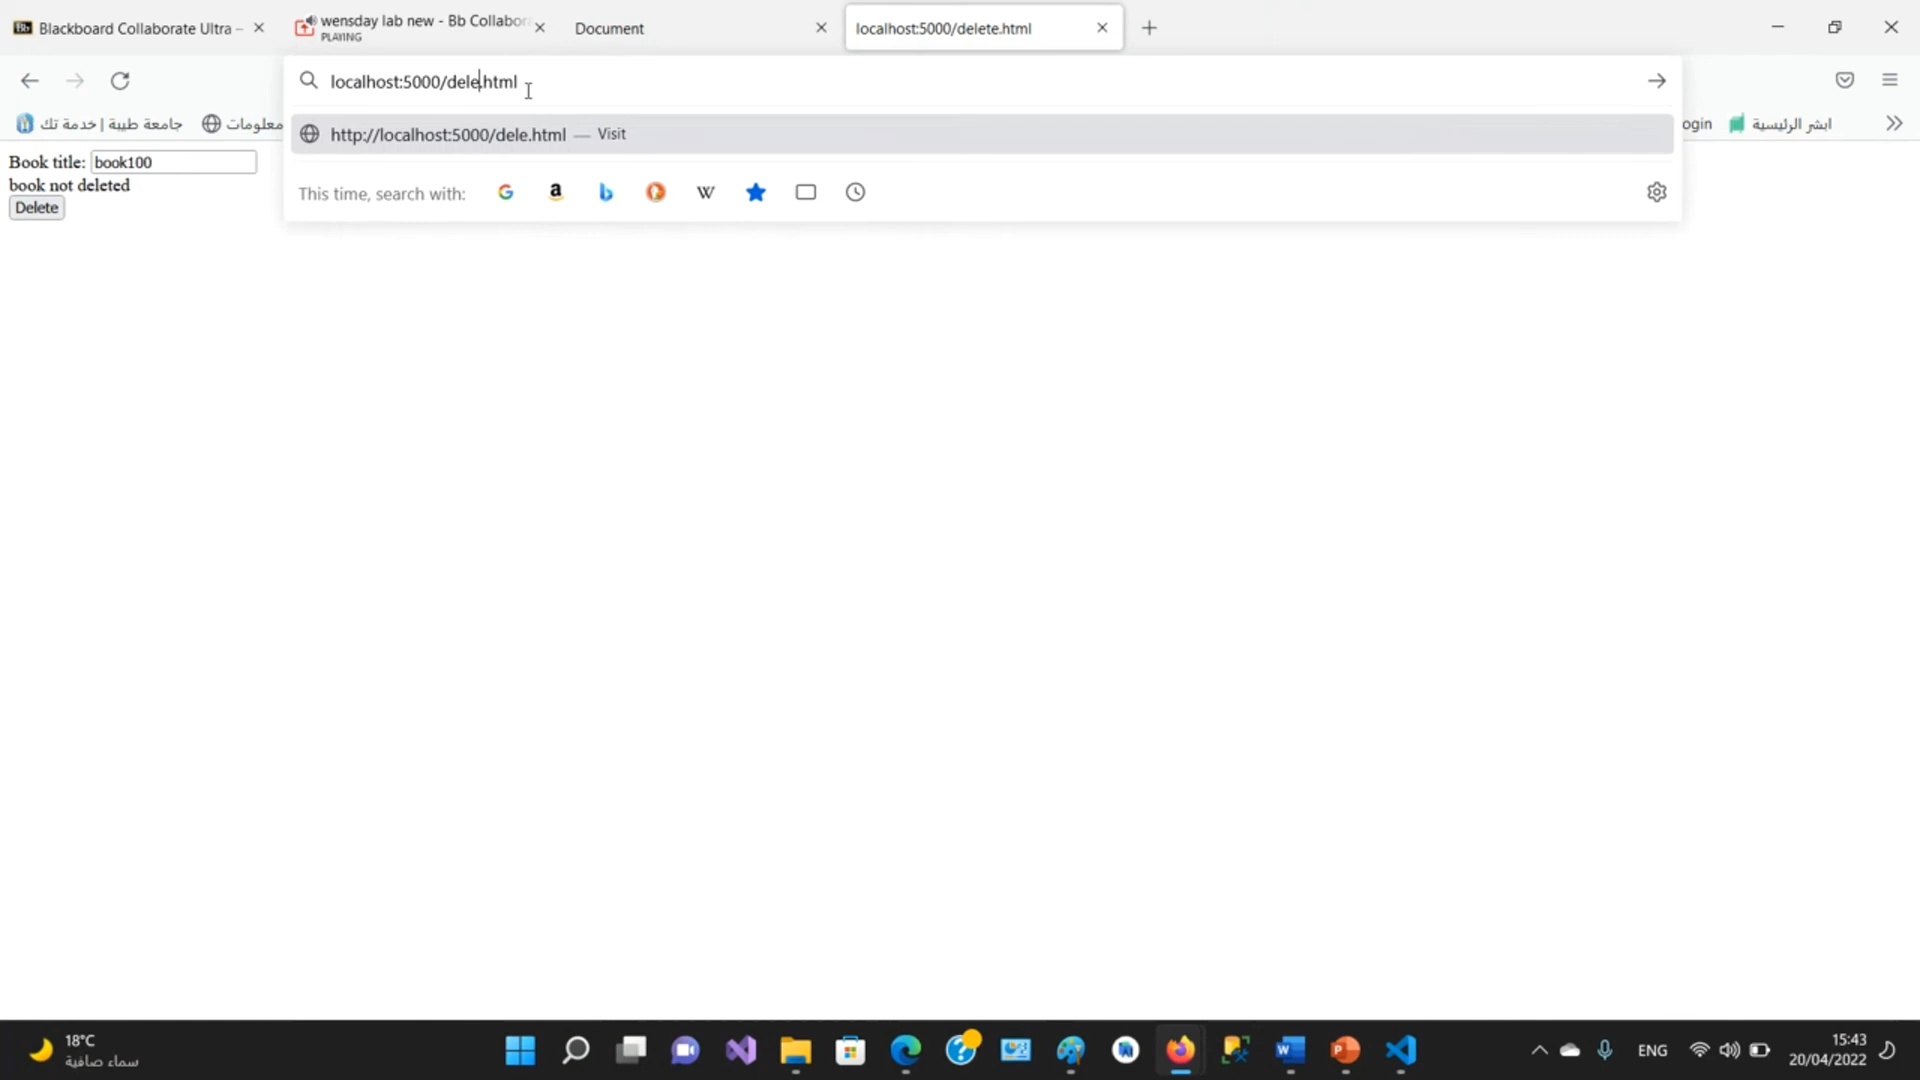 Blackboard Collaborate Ultra –
wensday lab new - Bb Collabor
PLAYING
Document
localhost:5000/delete.html
localhost:5000/dele.html
http://localhost:5000/dele.html — Visit
This time, search with:
جامعة طيبة | خدمة تك
معلومات
ogin
ابشر الرئيسية
Book title: book100
book not deleted
Delete
18°C
سماء صافية
ENG
15:43
20/04/2022